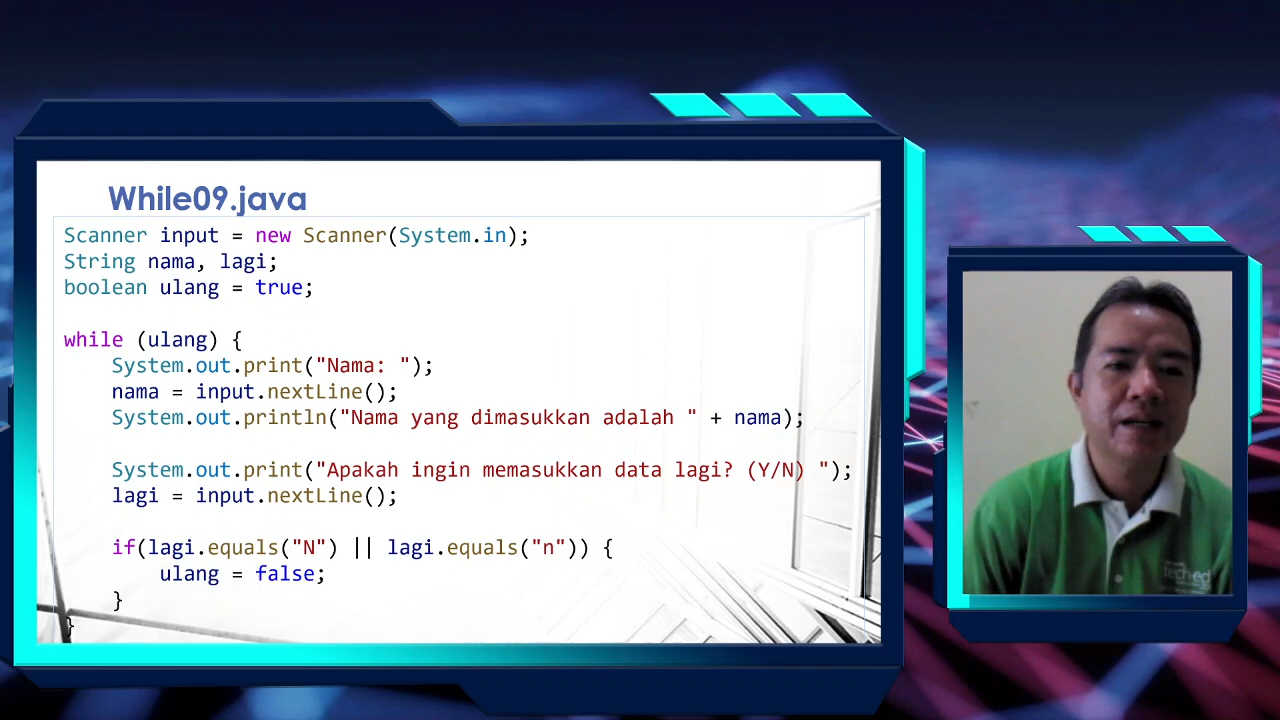 While09.java
Scanner input = new Scanner(System.in);
String nama, lagi;
boolean ulang = true;
while (ulang) {
    System.out.print("Nama: ");
    nama = input.nextLine();
    System.out.println("Nama yang dimasukkan adalah " + nama);
    System.out.print("Apakah ingin memasukkan data lagi? (Y/N) ");
    lagi = input.nextLine();
    if(lagi.equals("N") || lagi.equals("n")) {
        ulang = false;
    }
}
tech·ed